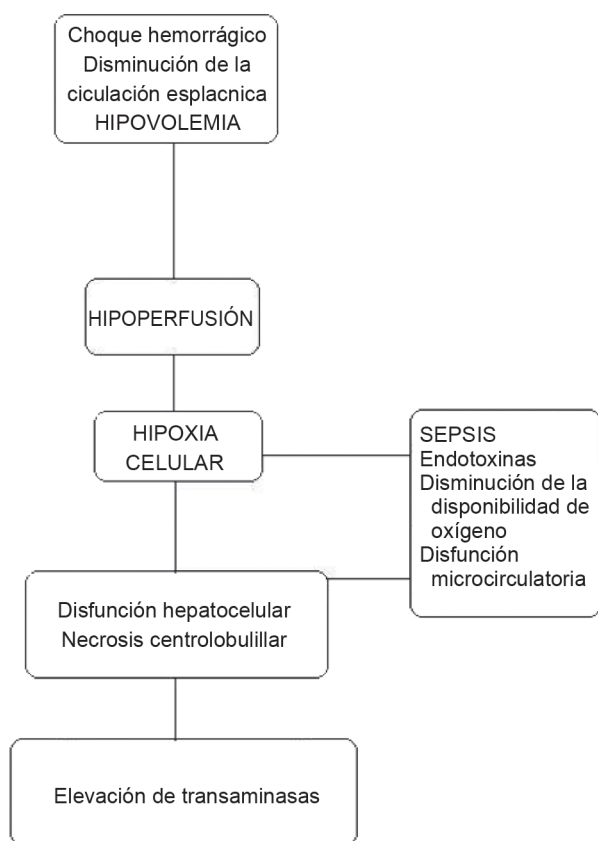 Choque hemorrágico
Disminución de la
ciculación esplacnica
HIPOVOLEMIA
HIPOPERFUSIÓN
HIPOXIA
CELULAR
SEPSIS
Endotoxinas
Disminución de la
disponibilidad de
oxígeno
Disfunción
microcirculatoria
Disfunción hepatocelular
Necrosis centrolobulillar
Elevación de transaminasas